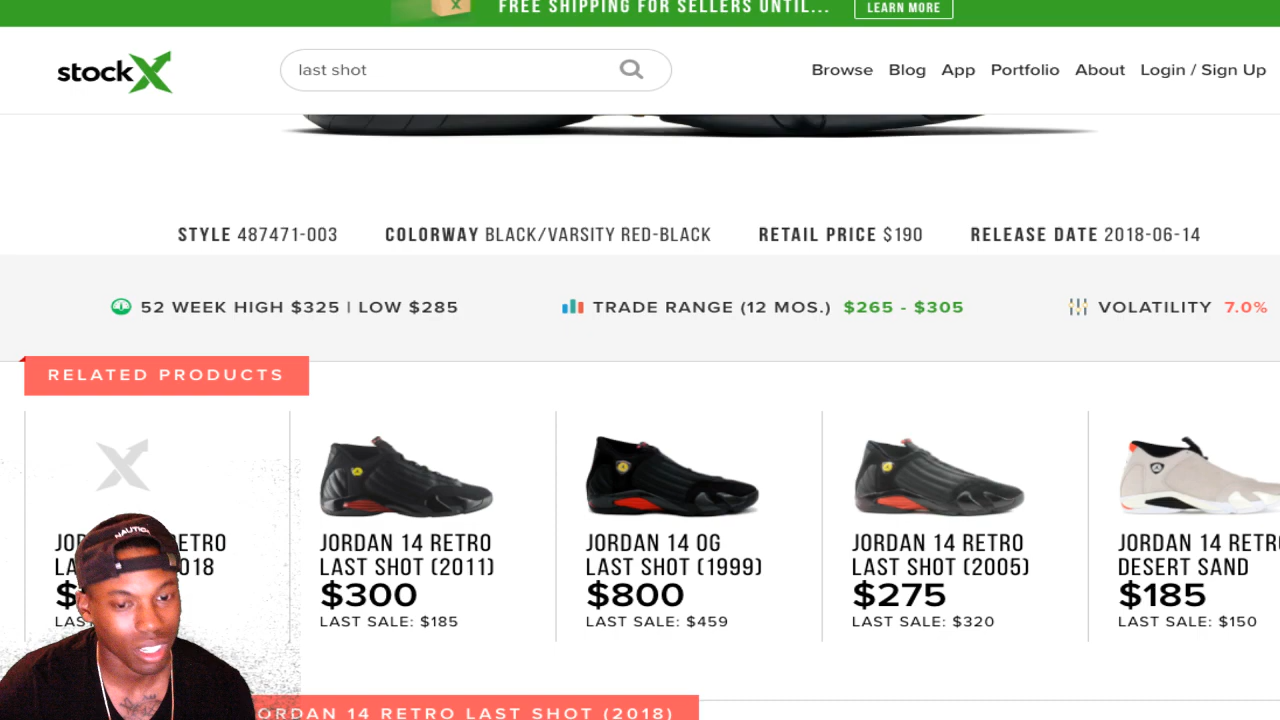 FREE SHIPPING FOR SELLERS UNTIL...
LEARN MORE
stockX
last shot
Browse Blog App Portfolio About Login / Sign Up
STYLE 487471-003 COLORWAY BLACK/VARSITY RED-BLACK RETAIL PRICE $190 RELEASE DATE 2018-06-14
52 WEEK HIGH $325 | LOW $285 TRADE RANGE (12 MOS.) $265 - $305 VOLATILITY 7.0%
RELATED PRODUCTS
JORDAN 14 RETRO
LAST SHOT (2011)
$300
LAST SALE: $185
JORDAN 14 OG
LAST SHOT (1999)
$800
LAST SALE: $459
JORDAN 14 RETRO
LAST SHOT (2005)
$275
LAST SALE: $320
JORDAN 14 RETRO
DESERT SAND
$185
LAST SALE: $150
NAUTICA
ORDAN 14 RETRO LAST SHOT (2018)